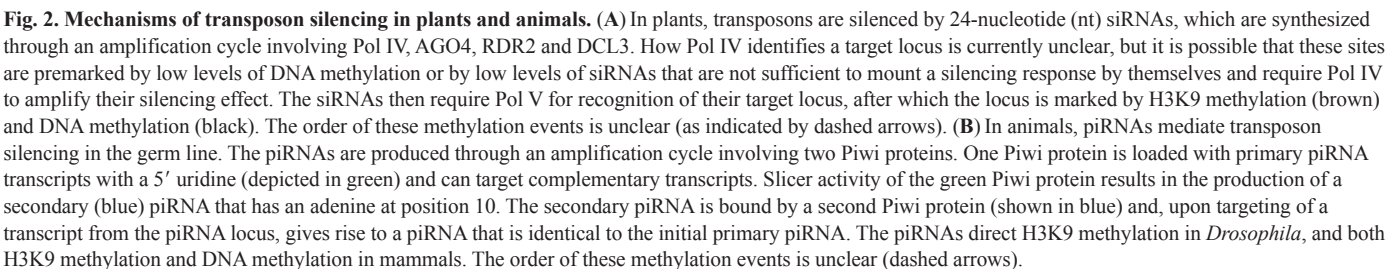 Fig. 2. Mechanisms of transposon silencing in plants and animals. (A) In plants, transposons are silenced by 24-nucleotide (nt) siRNAs, which are synthesized
through an amplification cycle involving Pol IV, AGO4, RDR2 and DCL3. How Pol IV identifies a target locus is currently unclear, but it is possible that these sites
are premarked by low levels of DNA methylation or by low levels of siRNAs that are not sufficient to mount a silencing response by themselves and require Pol IV
to amplify their silencing effect. The siRNAs then require Pol V for recognition of their target locus, after which the locus is marked by H3K9 methylation (brown)
and DNA methylation (black). The order of these methylation events is unclear (as indicated by dashed arrows). (B) In animals, piRNAs mediate transposon
silencing in the germ line. The piRNAs are produced through an amplification cycle involving two Piwi proteins. One Piwi protein is loaded with primary piRNA
transcripts with a 5′ uridine (depicted in green) and can target complementary transcripts. Slicer activity of the green Piwi protein results in the production of a
secondary (blue) piRNA that has an adenine at position 10. The secondary piRNA is bound by a second Piwi protein (shown in blue) and, upon targeting of a
transcript from the piRNA locus, gives rise to a piRNA that is identical to the initial primary piRNA. The piRNAs direct H3K9 methylation in Drosophila, and both
H3K9 methylation and DNA methylation in mammals. The order of these methylation events is unclear (dashed arrows).